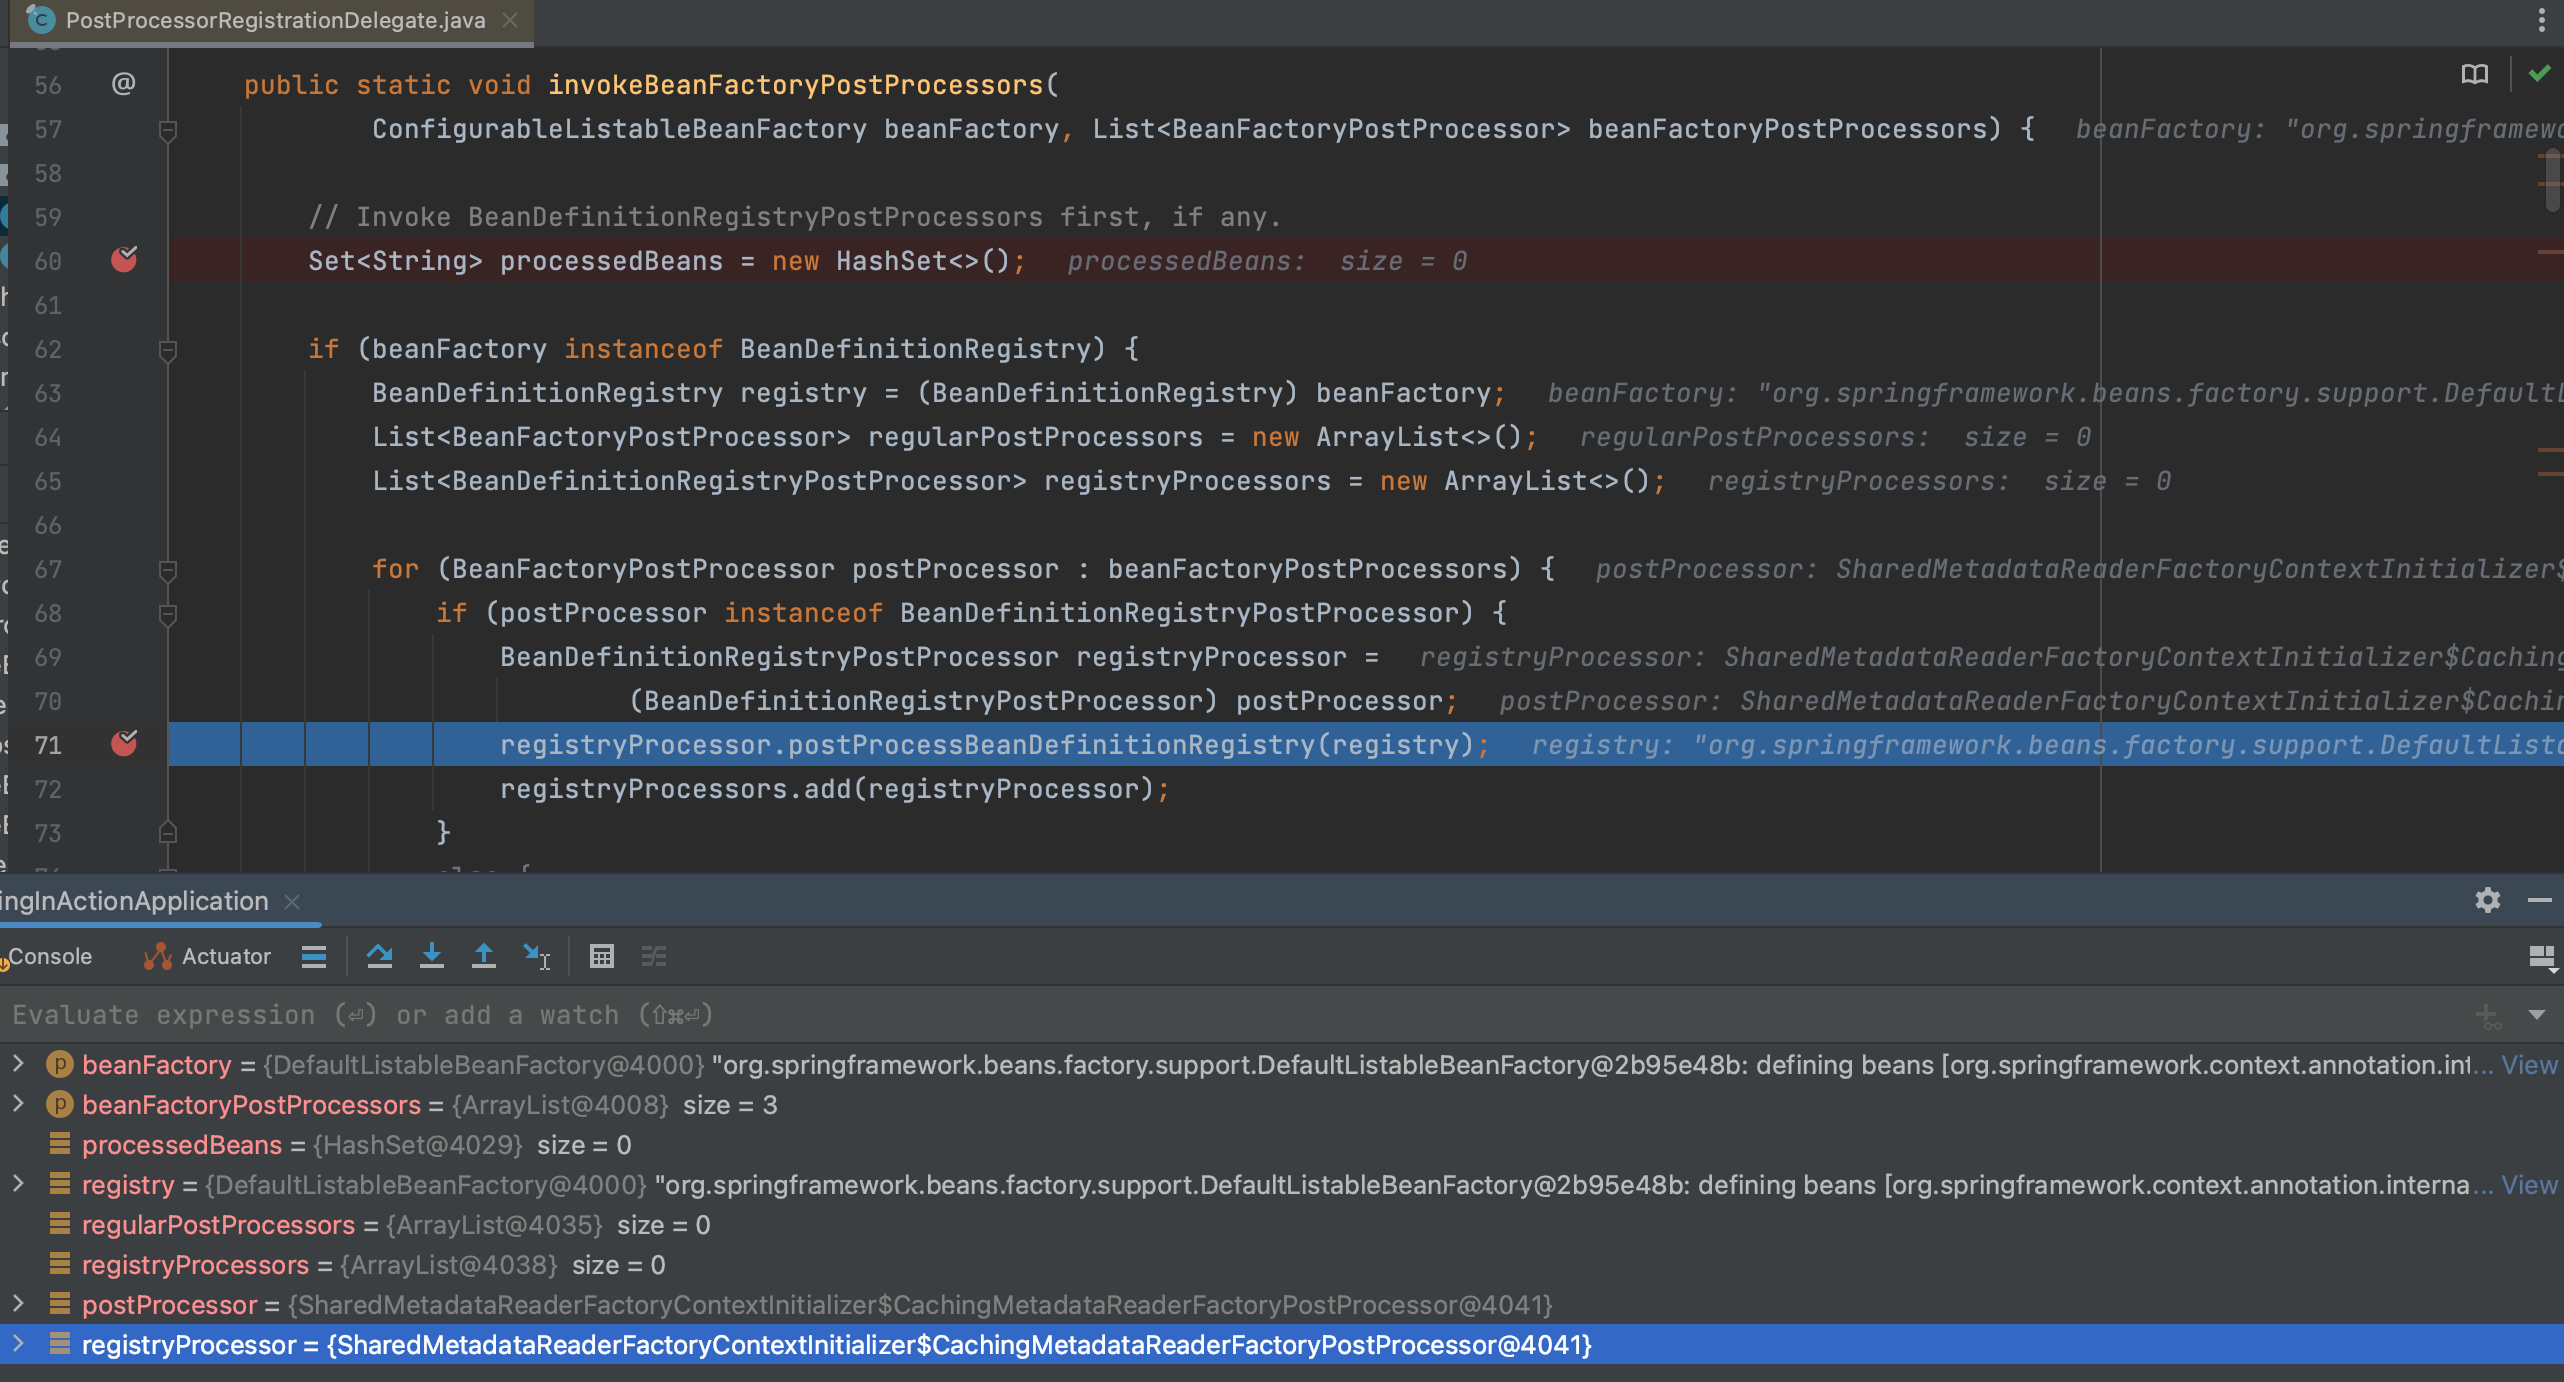 PostProcessorRegistrationDelegate.java
56 @ public static void invokeBeanFactoryPostProcessors(
57 ConfigurableListableBeanFactory beanFactory, List<BeanFactoryPostProcessor> beanFactoryPostProcessors) { beanFactory: "org.springframewo
58
59 // Invoke BeanDefinitionRegistryPostProcessors first, if any.
60 Set<String> processedBeans = new HashSet<>(); processedBeans: size = 0
61
62 if (beanFactory instanceof BeanDefinitionRegistry) {
63 BeanDefinitionRegistry registry = (BeanDefinitionRegistry) beanFactory; beanFactory: "org.springframework.beans.factory.support.DefaultL
64 List<BeanFactoryPostProcessor> regularPostProcessors = new ArrayList<>(); regularPostProcessors: size = 0
65 List<BeanDefinitionRegistryPostProcessor> registryProcessors = new ArrayList<>(); registryProcessors: size = 0
66
67 for (BeanFactoryPostProcessor postProcessor : beanFactoryPostProcessors) { postProcessor: SharedMetadataReaderFactoryContextInitializer$
68 if (postProcessor instanceof BeanDefinitionRegistryPostProcessor) {
69 BeanDefinitionRegistryPostProcessor registryProcessor = registryProcessor: SharedMetadataReaderFactoryContextInitializer$Caching
70 (BeanDefinitionRegistryPostProcessor) postProcessor; postProcessor: SharedMetadataReaderFactoryContextInitializer$Cachin
71 registryProcessor.postProcessBeanDefinitionRegistry(registry); registry: "org.springframework.beans.factory.support.DefaultLista
72 registryProcessors.add(registryProcessor);
73 }
ingInActionApplication
Console Actuator
Evaluate expression (⏎) or add a watch (⇧⌘⏎)
beanFactory = {DefaultListableBeanFactory@4000} "org.springframework.beans.factory.support.DefaultListableBeanFactory@2b95e48b: defining beans [org.springframework.context.annotation.int... View
beanFactoryPostProcessors = {ArrayList@4008} size = 3
processedBeans = {HashSet@4029} size = 0
registry = {DefaultListableBeanFactory@4000} "org.springframework.beans.factory.support.DefaultListableBeanFactory@2b95e48b: defining beans [org.springframework.context.annotation.interna... View
regularPostProcessors = {ArrayList@4035} size = 0
registryProcessors = {ArrayList@4038} size = 0
postProcessor = {SharedMetadataReaderFactoryContextInitializer$CachingMetadataReaderFactoryPostProcessor@4041}
registryProcessor = {SharedMetadataReaderFactoryContextInitializer$CachingMetadataReaderFactoryPostProcessor@4041}